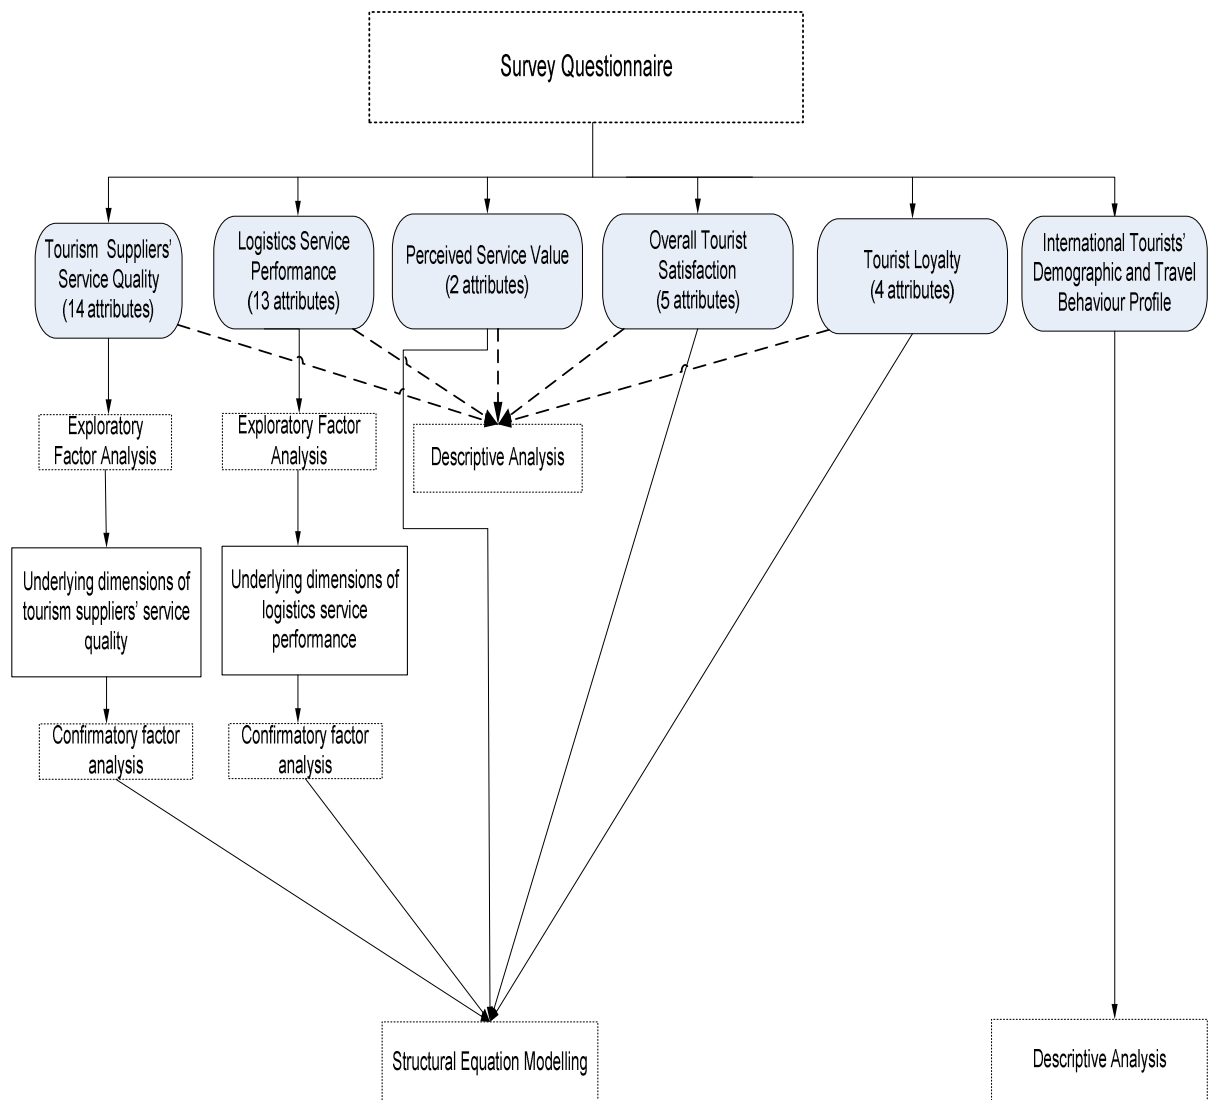 Survey Questionnaire
Tourism Suppliers'
Service Quality
(14 attributes)
Logistics Service
Performance
(13 attributes)
Perceived Service Value
(2 attributes)
Overall Tourist
Satisfaction
(5 attributes)
Tourist Loyalty
(4 attributes)
International Tourists'
Demographic and Travel
Behaviour Profile
Exploratory
Factor Analysis
Exploratory Factor
Analysis
Descriptive Analysis
Underlying dimensions of
tourism suppliers' service
quality
Underlying dimensions of
logistics service
performance
Confirmatory factor
analysis
Confirmatory factor
analysis
Structural Equation Modelling
Descriptive Analysis